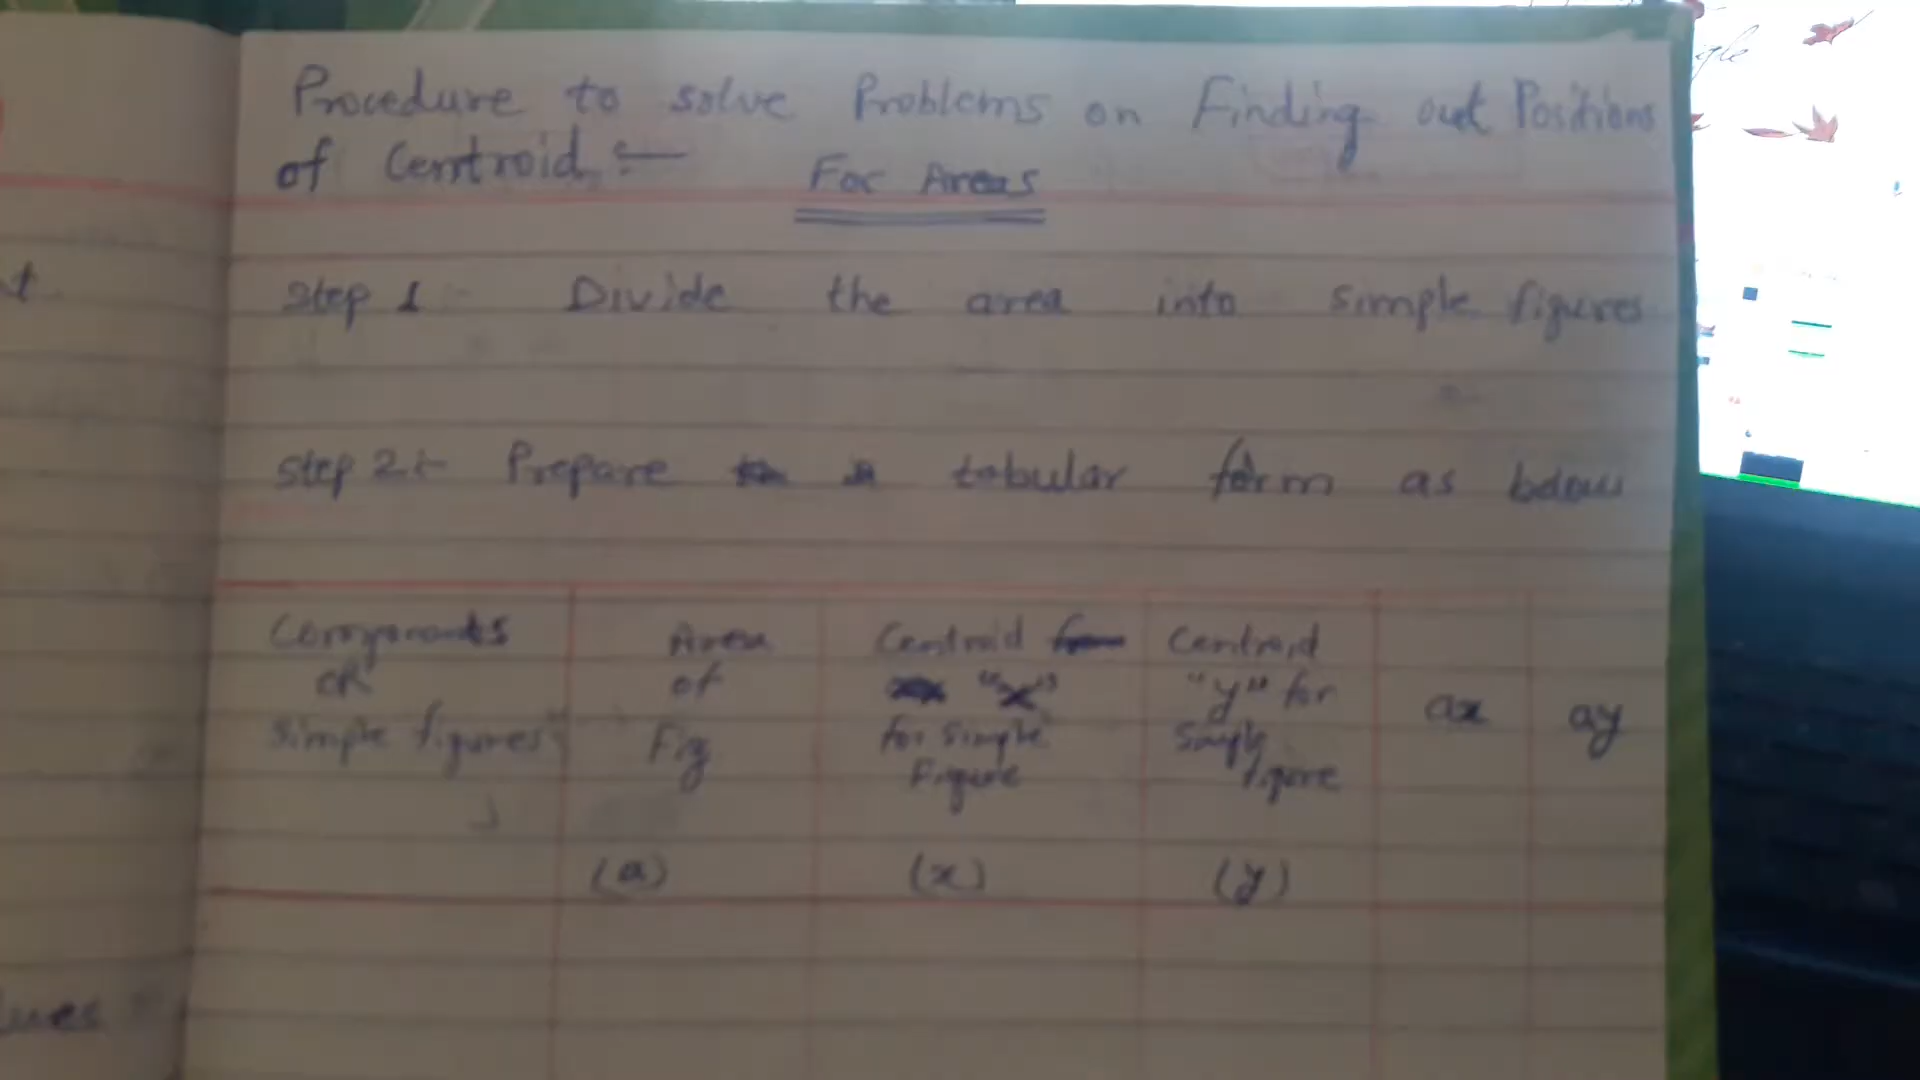 Procedure to solve Problems on Finding out Positions
of Centroid :-
For Areas
Step 1 :- Divide the area into simple figures
Step 2 :- Prepare a tabular form as below
Components
OR
Simple figures
Area
of
Fig
(a)
Centroid
"x"
for simple
Figure
(x)
Centroid
"y" for
Simple
figure
(y)
ax
ay